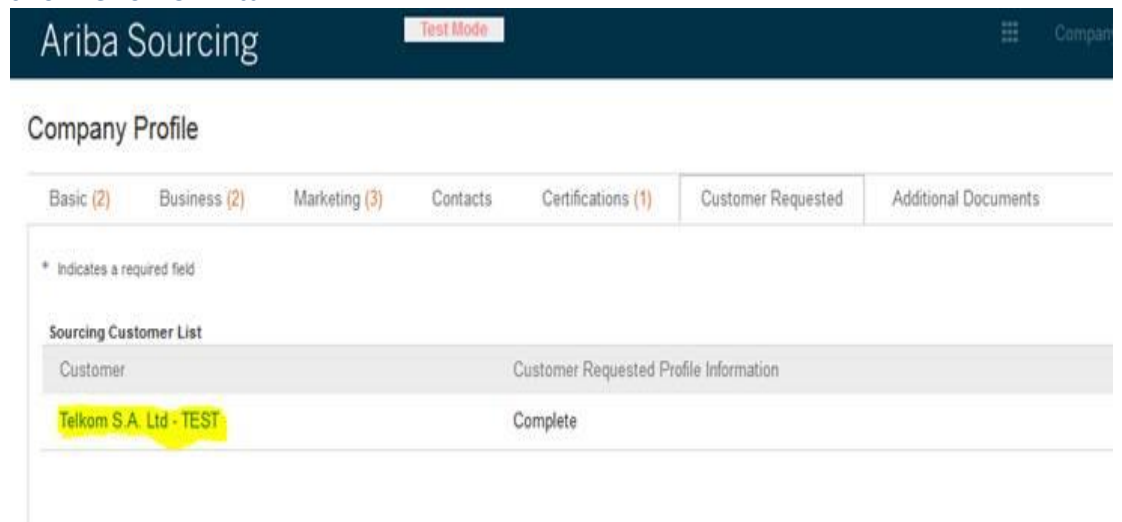 Ariba Sourcing Test Mode Company
Company Profile
Basic (2) Business (2) Marketing (3) Contacts Certifications (1) Customer Requested Additional Documents
* Indicates a required field
Sourcing Customer List
Customer Customer Requested Profile Information
Telkom S.A. Ltd - TEST Complete